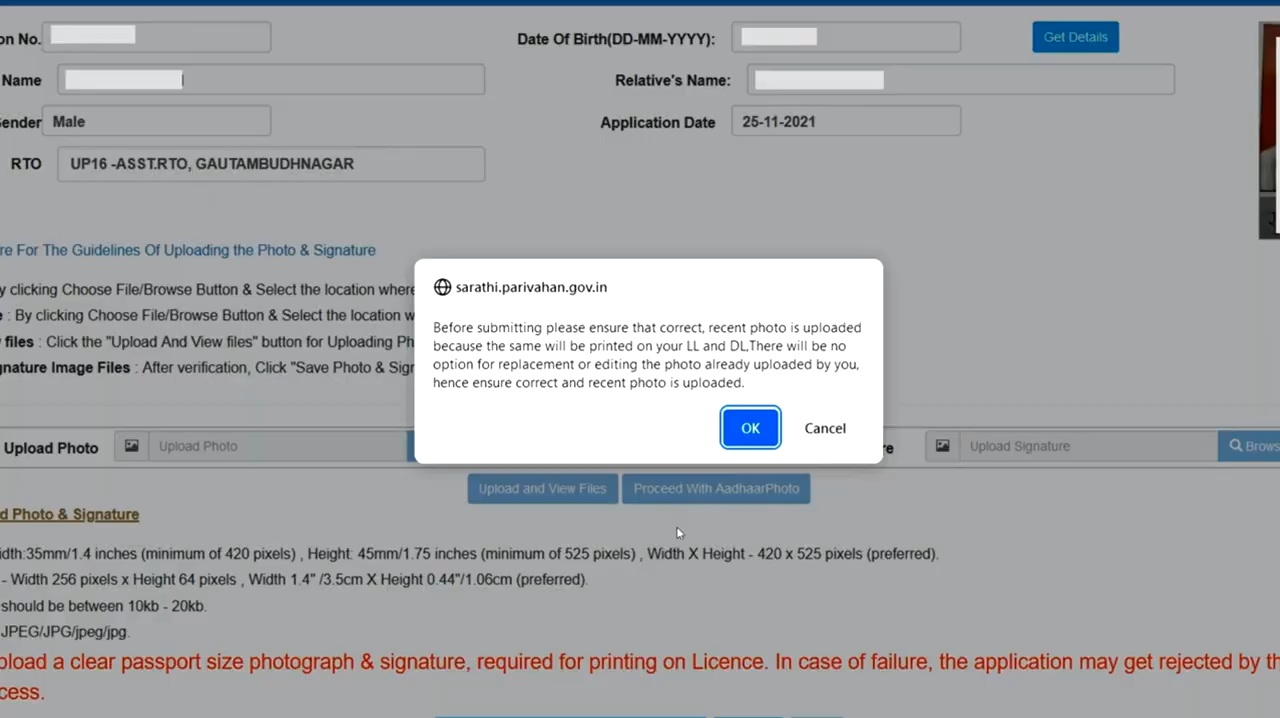 on No.
Date Of Birth(DD-MM-YYYY):
Get Details
Name
Relative's Name:
Gender
Male
Application Date
25-11-2021
RTO
UP16 -ASST.RTO, GAUTAMBUDHNAGAR
re For The Guidelines Of Uploading the Photo & Signature
y clicking Choose File/Browse Button & Select the location where
e : By clicking Choose File/Browse Button & Select the location w
files : Click the "Upload And View files" button for Uploading Ph
gnature Image Files : After verification, Click "Save Photo & Sig
sarathi.parivahan.gov.in
Before submitting please ensure that correct, recent photo is uploaded
because the same will be printed on your LL and DL,There will be no
option for replacement or editing the photo already uploaded by you,
hence ensure correct and recent photo is uploaded.
OK
Cancel
Upload Photo
Upload Photo
re
Upload Signature
Brows
Upload and View Files
Proceed With AadhaarPhoto
d Photo & Signature
idth:35mm/1.4 inches (minimum of 420 pixels) , Height: 45mm/1.75 inches (minimum of 525 pixels) , Width X Height - 420 x 525 pixels (preferred).
- Width 256 pixels x Height 64 pixels , Width 1.4" /3.5cm X Height 0.44"/1.06cm (preferred).
should be between 10kb - 20kb.
JPEG/JPG/jpeg/jpg.
pload a clear passport size photograph & signature, required for printing on Licence. In case of failure, the application may get rejected by th
cess.